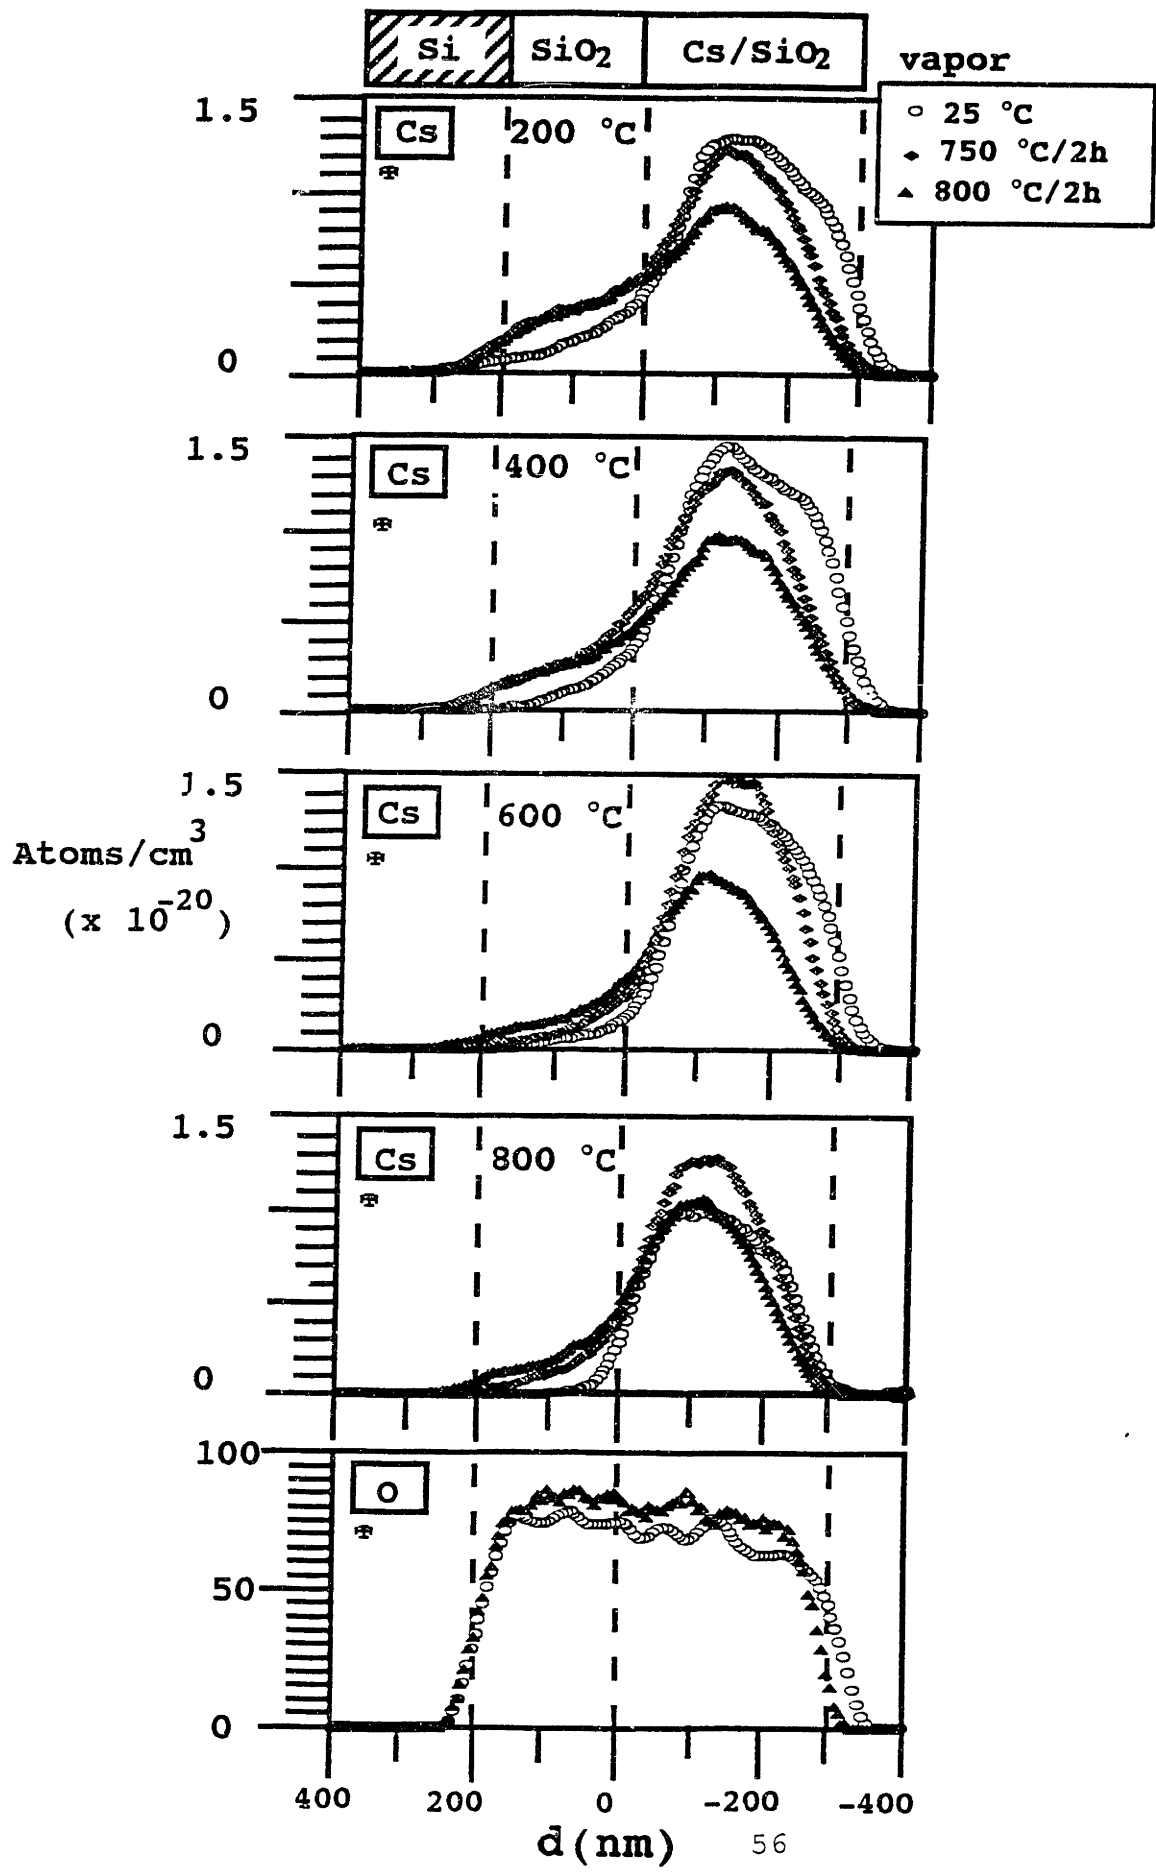 Si SiO2 Cs/SiO2 vapor
25 °C
750 °C/2h
800 °C/2h
1.5
Cs 200 °C
0
1.5
Cs 400 °C
0
1.5
Cs 600 °C
Atoms/cm3
(x 10-20)
0
1.5
Cs 800 °C
0
100
O
50
0
400 200 0 -200 -400
d(nm)
56